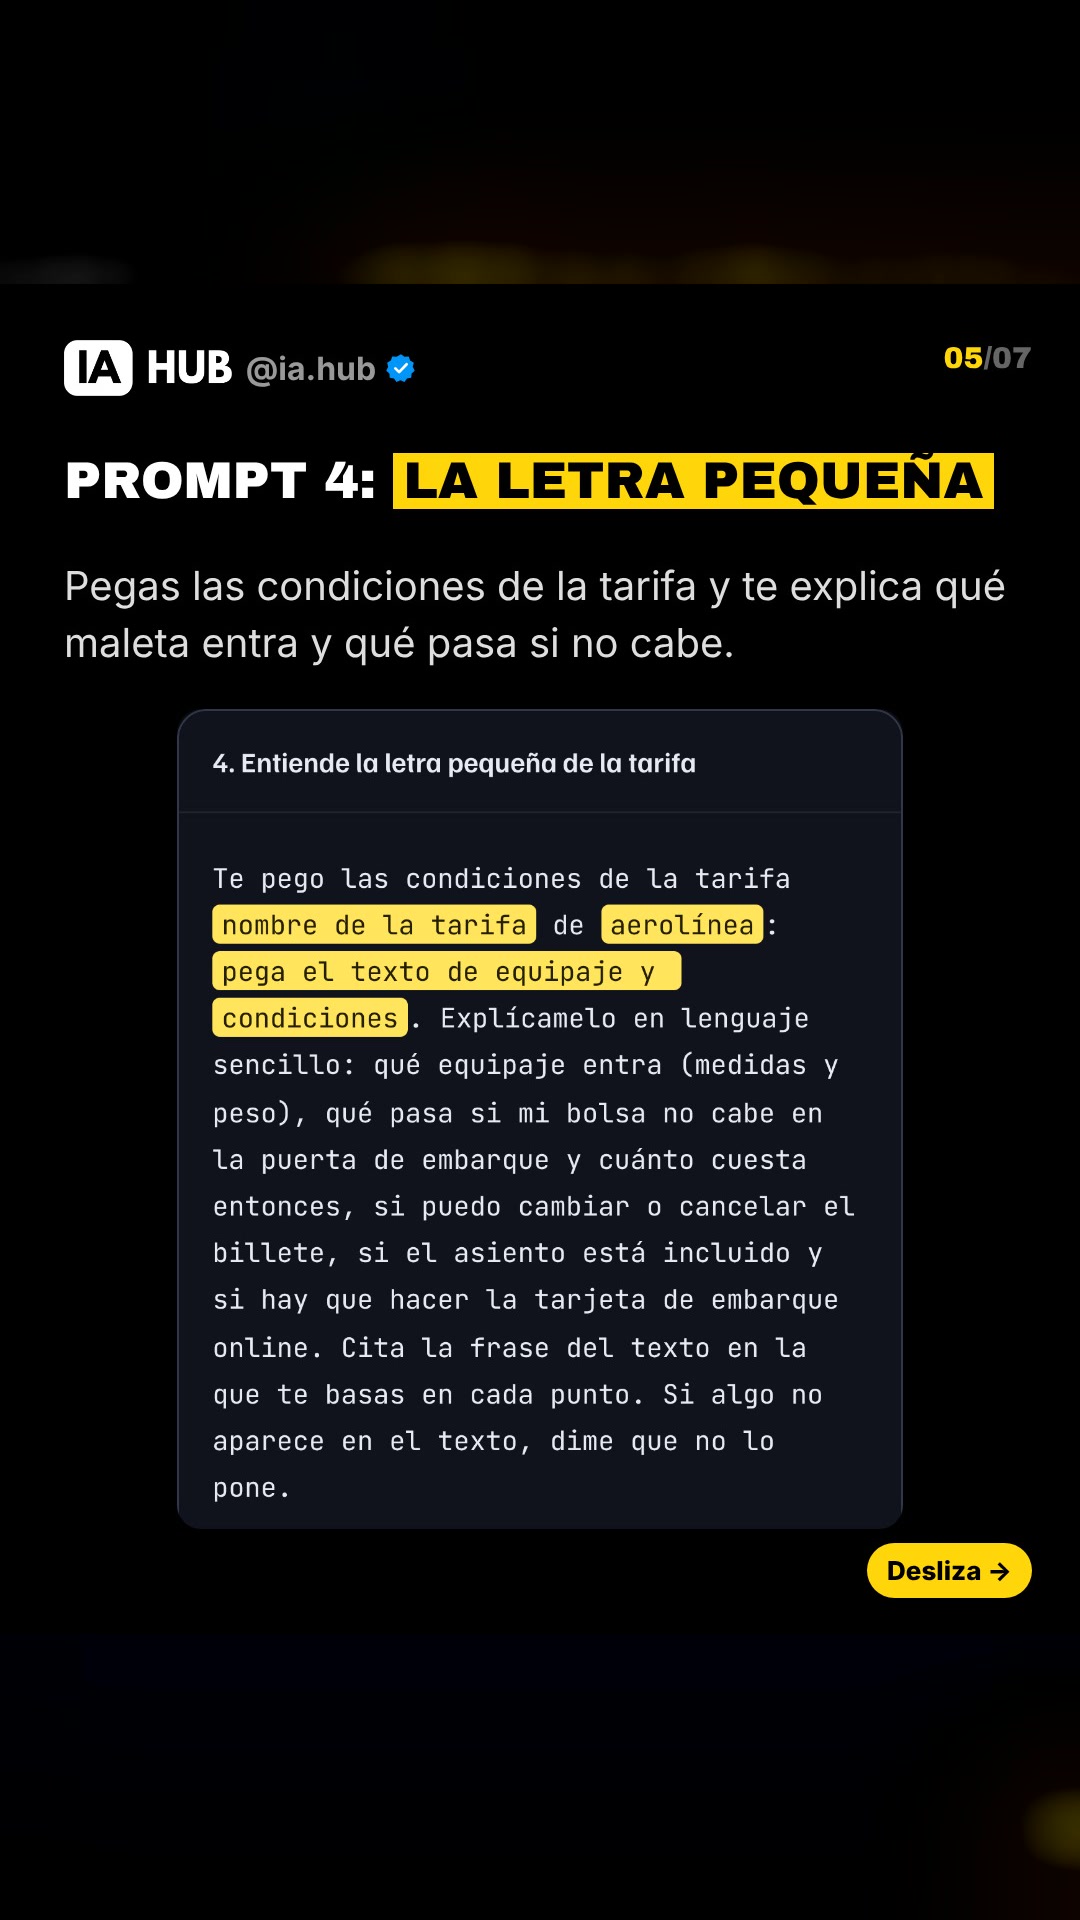 IA HUB @ia.hub
05/07
PROMPT 4: LA LETRA PEQUEÑA
Pegas las condiciones de la tarifa y te explica qué
maleta entra y qué pasa si no cabe.
4. Entiende la letra pequeña de la tarifa
Te pego las condiciones de la tarifa
nombre de la tarifa de aerolínea:
pega el texto de equipaje y
condiciones. Explícamelo en lenguaje
sencillo: qué equipaje entra (medidas y
peso), qué pasa si mi bolsa no cabe en
la puerta de embarque y cuánto cuesta
entonces, si puedo cambiar o cancelar el
billete, si el asiento está incluido y
si hay que hacer la tarjeta de embarque
online. Cita la frase del texto en la
que te basas en cada punto. Si algo no
aparece en el texto, dime que no lo
pone.
Desliza →